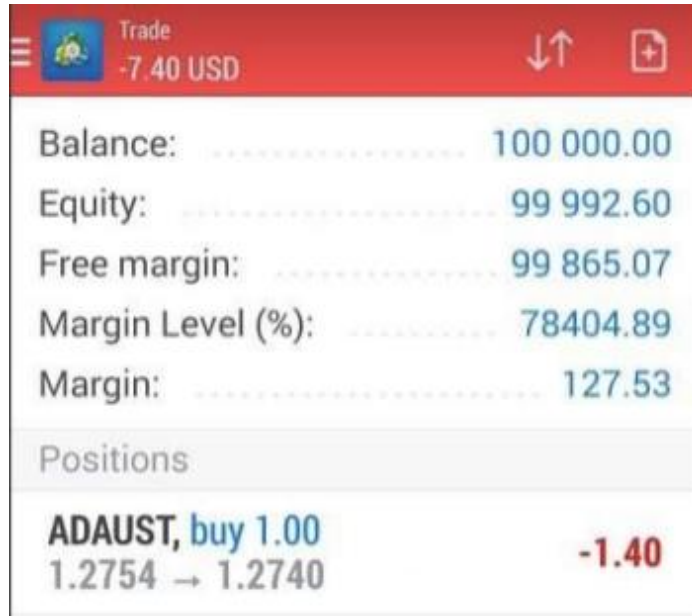 Trade
-7.40 USD
Balance: 100 000.00
Equity: 99 992.60
Free margin: 99 865.07
Margin Level (%): 78404.89
Margin: 127.53
Positions
ADAUST, buy 1.00
-1.40
1.2754 → 1.2740